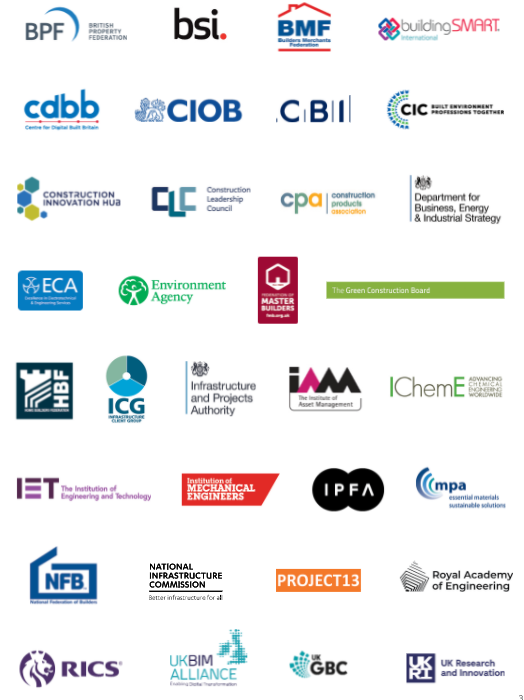 BPF
BRITISH
PROPERTY
FEDERATION
bsi.
BMF
Builders Merchants
Federation
buildingSMART
International
cdbb
Centre for Digital Built Britain
CIOB
CBI
CIC
BUILT ENVIRONMENT
PROFESSIONS TOGETHER
CONSTRUCTION
INNOVATION HUB
CLC
Construction
Leadership
Council
cpa
construction
products
association
Department for
Business, Energy
& Industrial Strategy
ECA
Excellence in Electrotechnical
& Engineering Services
Environment
Agency
FEDERATION OF
MASTER
BUILDERS
fmb.org.uk
The Green Construction Board
HBF
HOME BUILDERS FEDERATION
ICG
INFRASTRUCTURE
CLIENT GROUP
Infrastructure
and Projects
Authority
iAM
The Institute of
Asset Management
IChemE
ADVANCING
CHEMICAL
ENGINEERING
WORLDWIDE
IET
The Institution of
Engineering and Technology
Institution of
MECHANICAL
ENGINEERS
IPFA
mpa
essential materials
sustainable solutions
NFB
National Federation of Builders
NATIONAL
INFRASTRUCTURE
COMMISSION
Better infrastructure for all
PROJECT13
Royal Academy
of Engineering
RICS
UKBIM
ALLIANCE
Enabling Digital Transformation
UK
GBC
UKRI
UK Research
and Innovation
3